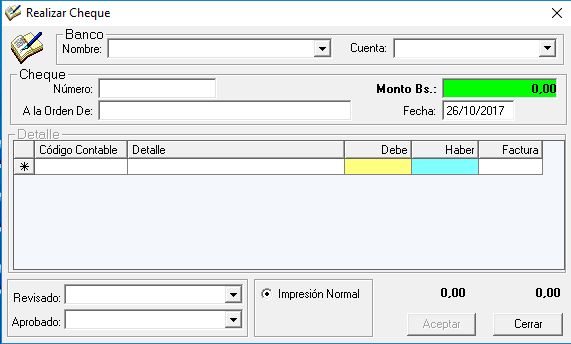 Realizar Cheque
Banco
Nombre: Cuenta:
Cheque
Número: Monto Bs.: 0,00
A la Orden De: Fecha: 26/10/2017
Detalle
Código Contable Detalle Debe Haber Factura
Revisado: Impresión Normal 0,00 0,00
Aprobado: Aceptar Cerrar